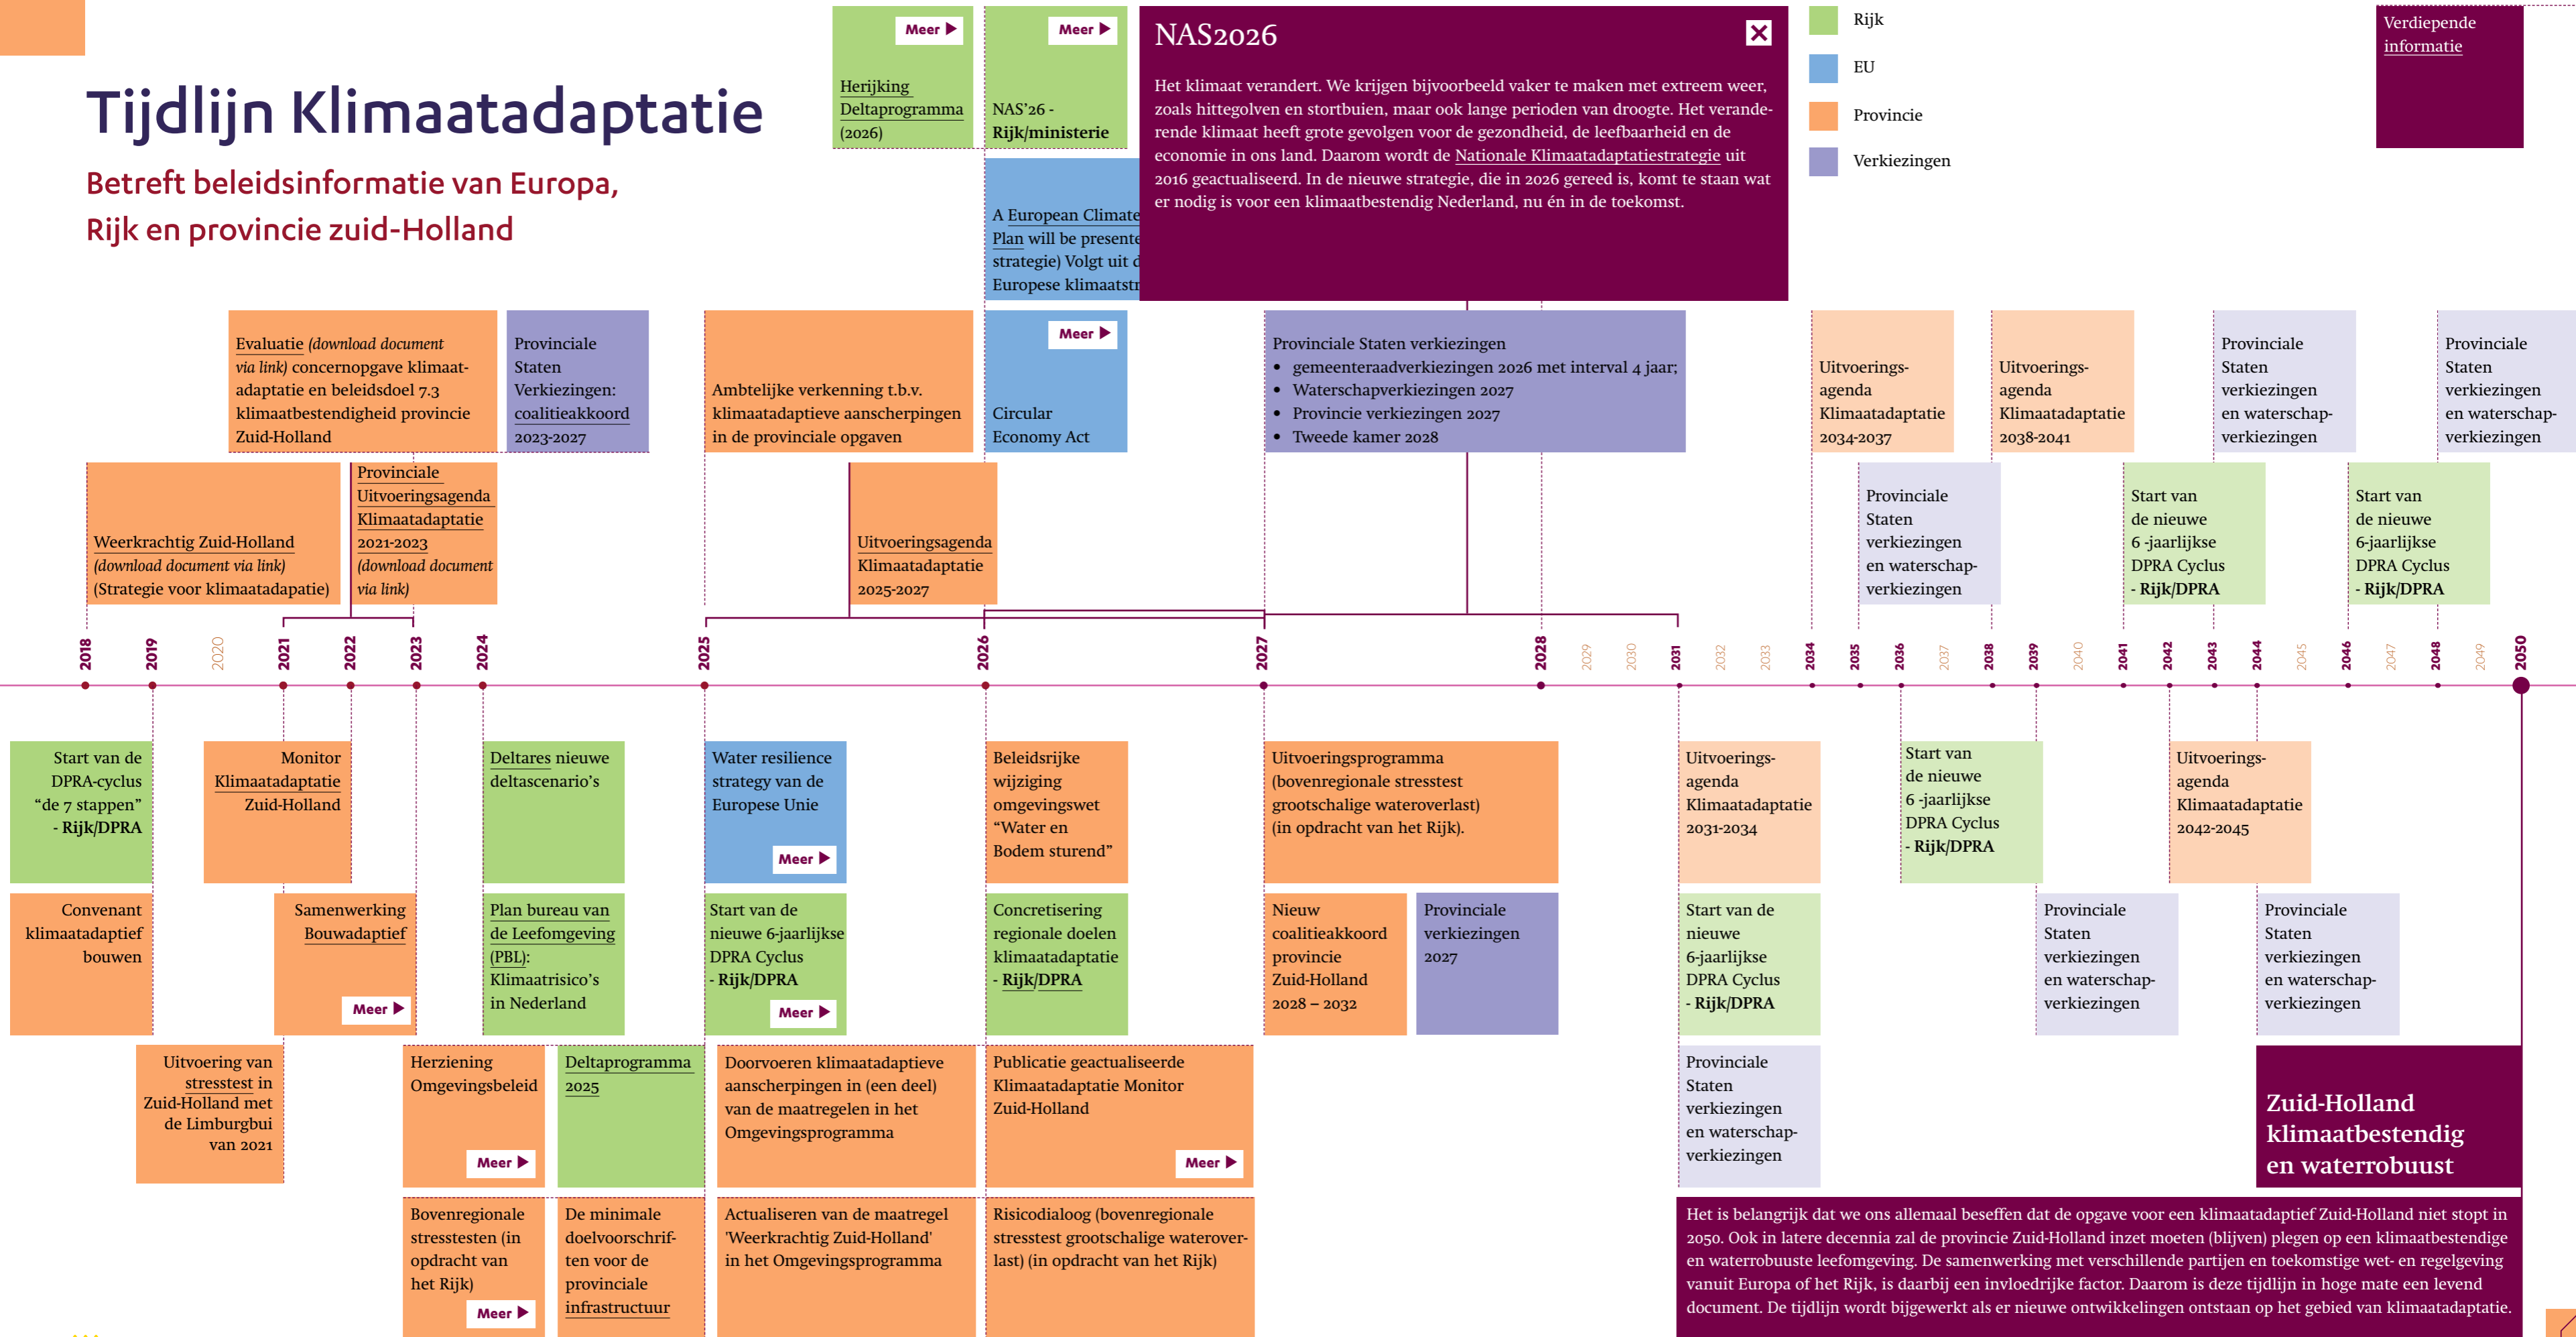 Tijdlijn Klimaatadaptatie
Betreft beleidsinformatie van Europa,
Rijk en provincie zuid-Holland
Meer
Herijking
Deltaprogramma
(2026)
Meer
NAS’26 -
Rijk/ministerie
A European Climate
Plan will be presente
strategie) Volgt uit d
Europese klimaatstr
NAS2026
Het klimaat verandert. We krijgen bijvoorbeeld vaker te maken met extreem weer,
zoals hittegolven en stortbuien, maar ook lange perioden van droogte. Het verande-
rende klimaat heeft grote gevolgen voor de gezondheid, de leefbaarheid en de
economie in ons land. Daarom wordt de Nationale Klimaatadaptatiestrategie uit
2016 geactualiseerd. In de nieuwe strategie, die in 2026 gereed is, komt te staan wat
er nodig is voor een klimaatbestendig Nederland, nu én in de toekomst.
Rijk
EU
Provincie
Verkiezingen
Verdiepende
informatie
Evaluatie (download document
via link) concernopgave klimaat-
adaptatie en beleidsdoel 7.3
klimaatbestendigheid provincie
Zuid-Holland
Provinciale
Staten
Verkiezingen:
coalitieakkoord
2023-2027
Ambtelijke verkenning t.b.v.
klimaatadaptieve aanscherpingen
in de provinciale opgaven
Meer
Circular
Economy Act
Provinciale Staten verkiezingen
• gemeenteraadverkiezingen 2026 met interval 4 jaar;
• Waterschapverkiezingen 2027
• Provincie verkiezingen 2027
• Tweede kamer 2028
Uitvoerings-
agenda
Klimaatadaptatie
2034-2037
Uitvoerings-
agenda
Klimaatadaptatie
2038-2041
Provinciale
Staten
verkiezingen
en waterschap-
verkiezingen
Provinciale
Staten
verkiezingen
en waterschap-
verkiezingen
Weerkrachtig Zuid-Holland
(download document via link)
(Strategie voor klimaatadapatie)
Provinciale
Uitvoeringsagenda
Klimaatadaptatie
2021-2023
(download document
via link)
Uitvoeringsagenda
Klimaatadaptatie
2025-2027
Provinciale
Staten
verkiezingen
en waterschap-
verkiezingen
Start van
de nieuwe
6 -jaarlijkse
DPRA Cyclus
- Rijk/DPRA
Start van
de nieuwe
6-jaarlijkse
DPRA Cyclus
- Rijk/DPRA
2018
2019
2020
2021
2022
2023
2024
2025
2026
2027
2028
2029
2030
2031
2032
2033
2034
2035
2036
2037
2038
2039
2040
2041
2042
2043
2044
2045
2046
2047
2048
2049
2050
Start van de
DPRA-cyclus
“de 7 stappen”
- Rijk/DPRA
Monitor
Klimaatadaptatie
Zuid-Holland
Deltares nieuwe
deltascenario’s
Water resilience
strategy van de
Europese Unie
Meer
Beleidsrijke
wijziging
omgevingswet
“Water en
Bodem sturend”
Uitvoeringsprogramma
(bovenregionale stresstest
grootschalige wateroverlast)
(in opdracht van het Rijk).
Uitvoerings-
agenda
Klimaatadaptatie
2031-2034
Start van
de nieuwe
6 -jaarlijkse
DPRA Cyclus
- Rijk/DPRA
Uitvoerings-
agenda
Klimaatadaptatie
2042-2045
Convenant
klimaatadaptief
bouwen
Samenwerking
Bouwadaptief
Meer
Plan bureau van
de Leefomgeving
(PBL):
Klimaatrisico’s
in Nederland
Start van de
nieuwe 6-jaarlijkse
DPRA Cyclus
- Rijk/DPRA
Meer
Concretisering
regionale doelen
klimaatadaptatie
- Rijk/DPRA
Nieuw
coalitieakkoord
provincie
Zuid-Holland
2028 – 2032
Provinciale
verkiezingen
2027
Start van de
nieuwe
6-jaarlijkse
DPRA Cyclus
- Rijk/DPRA
Provinciale
Staten
verkiezingen
en waterschap-
verkiezingen
Provinciale
Staten
verkiezingen
en waterschap-
verkiezingen
Uitvoering van
stresstest in
Zuid-Holland met
de Limburgbui
van 2021
Herziening
Omgevingsbeleid
Meer
Deltaprogramma
2025
Doorvoeren klimaatadaptieve
aanscherpingen in (een deel)
van de maatregelen in het
Omgevingsprogramma
Publicatie geactualiseerde
Klimaatadaptatie Monitor
Zuid-Holland
Meer
Provinciale
Staten
verkiezingen
en waterschap-
verkiezingen
Zuid-Holland
klimaatbestendig
en waterrobuust
Bovenregionale
stresstesten (in
opdracht van
het Rijk)
Meer
De minimale
doelvoorschrif-
ten voor de
provinciale
infrastructuur
Actualiseren van de maatregel
'Weerkrachtig Zuid-Holland'
in het Omgevingsprogramma
Risicodialoog (bovenregionale
stresstest grootschalige waterover-
last) (in opdracht van het Rijk)
Het is belangrijk dat we ons allemaal beseffen dat de opgave voor een klimaatadaptief Zuid-Holland niet stopt in
2050. Ook in latere decennia zal de provincie Zuid-Holland inzet moeten (blijven) plegen op een klimaatbestendige
en waterrobuuste leefomgeving. De samenwerking met verschillende partijen en toekomstige wet- en regelgeving
vanuit Europa of het Rijk, is daarbij een invloedrijke factor. Daarom is deze tijdlijn in hoge mate een levend
document. De tijdlijn wordt bijgewerkt als er nieuwe ontwikkelingen ontstaan op het gebied van klimaatadaptatie.